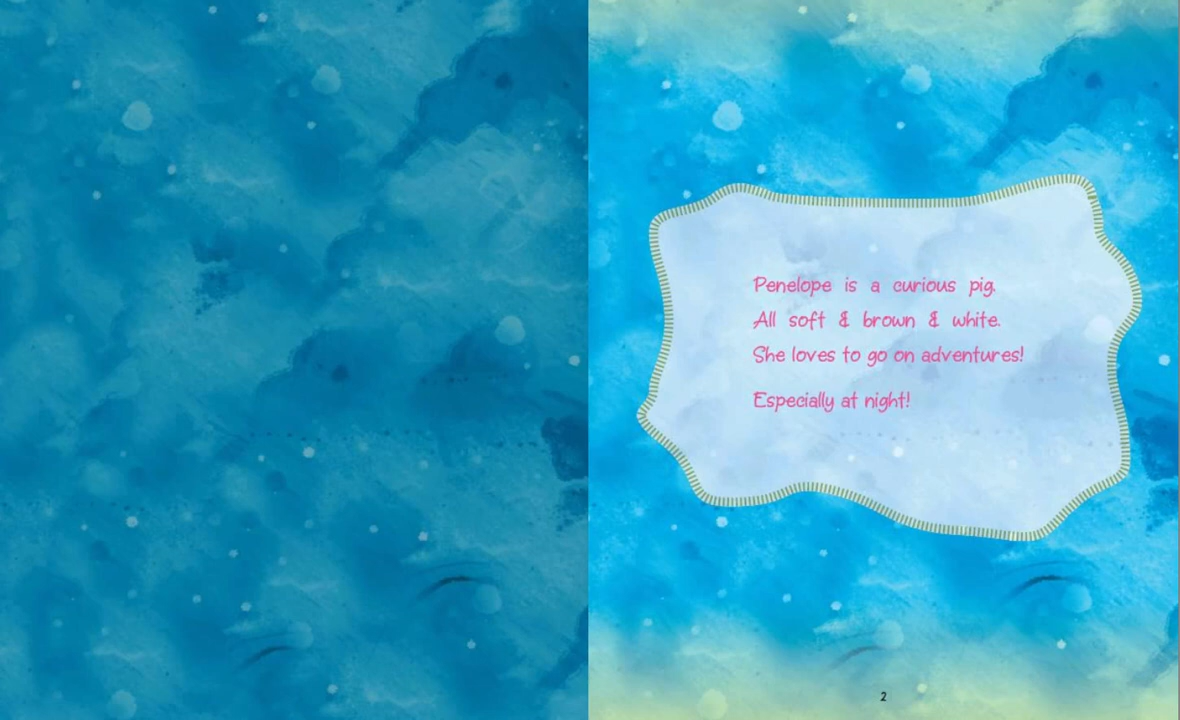 Penelope is a curious pig.
All soft & brown & white.
She loves to go on adventures!
Especially at night!
2